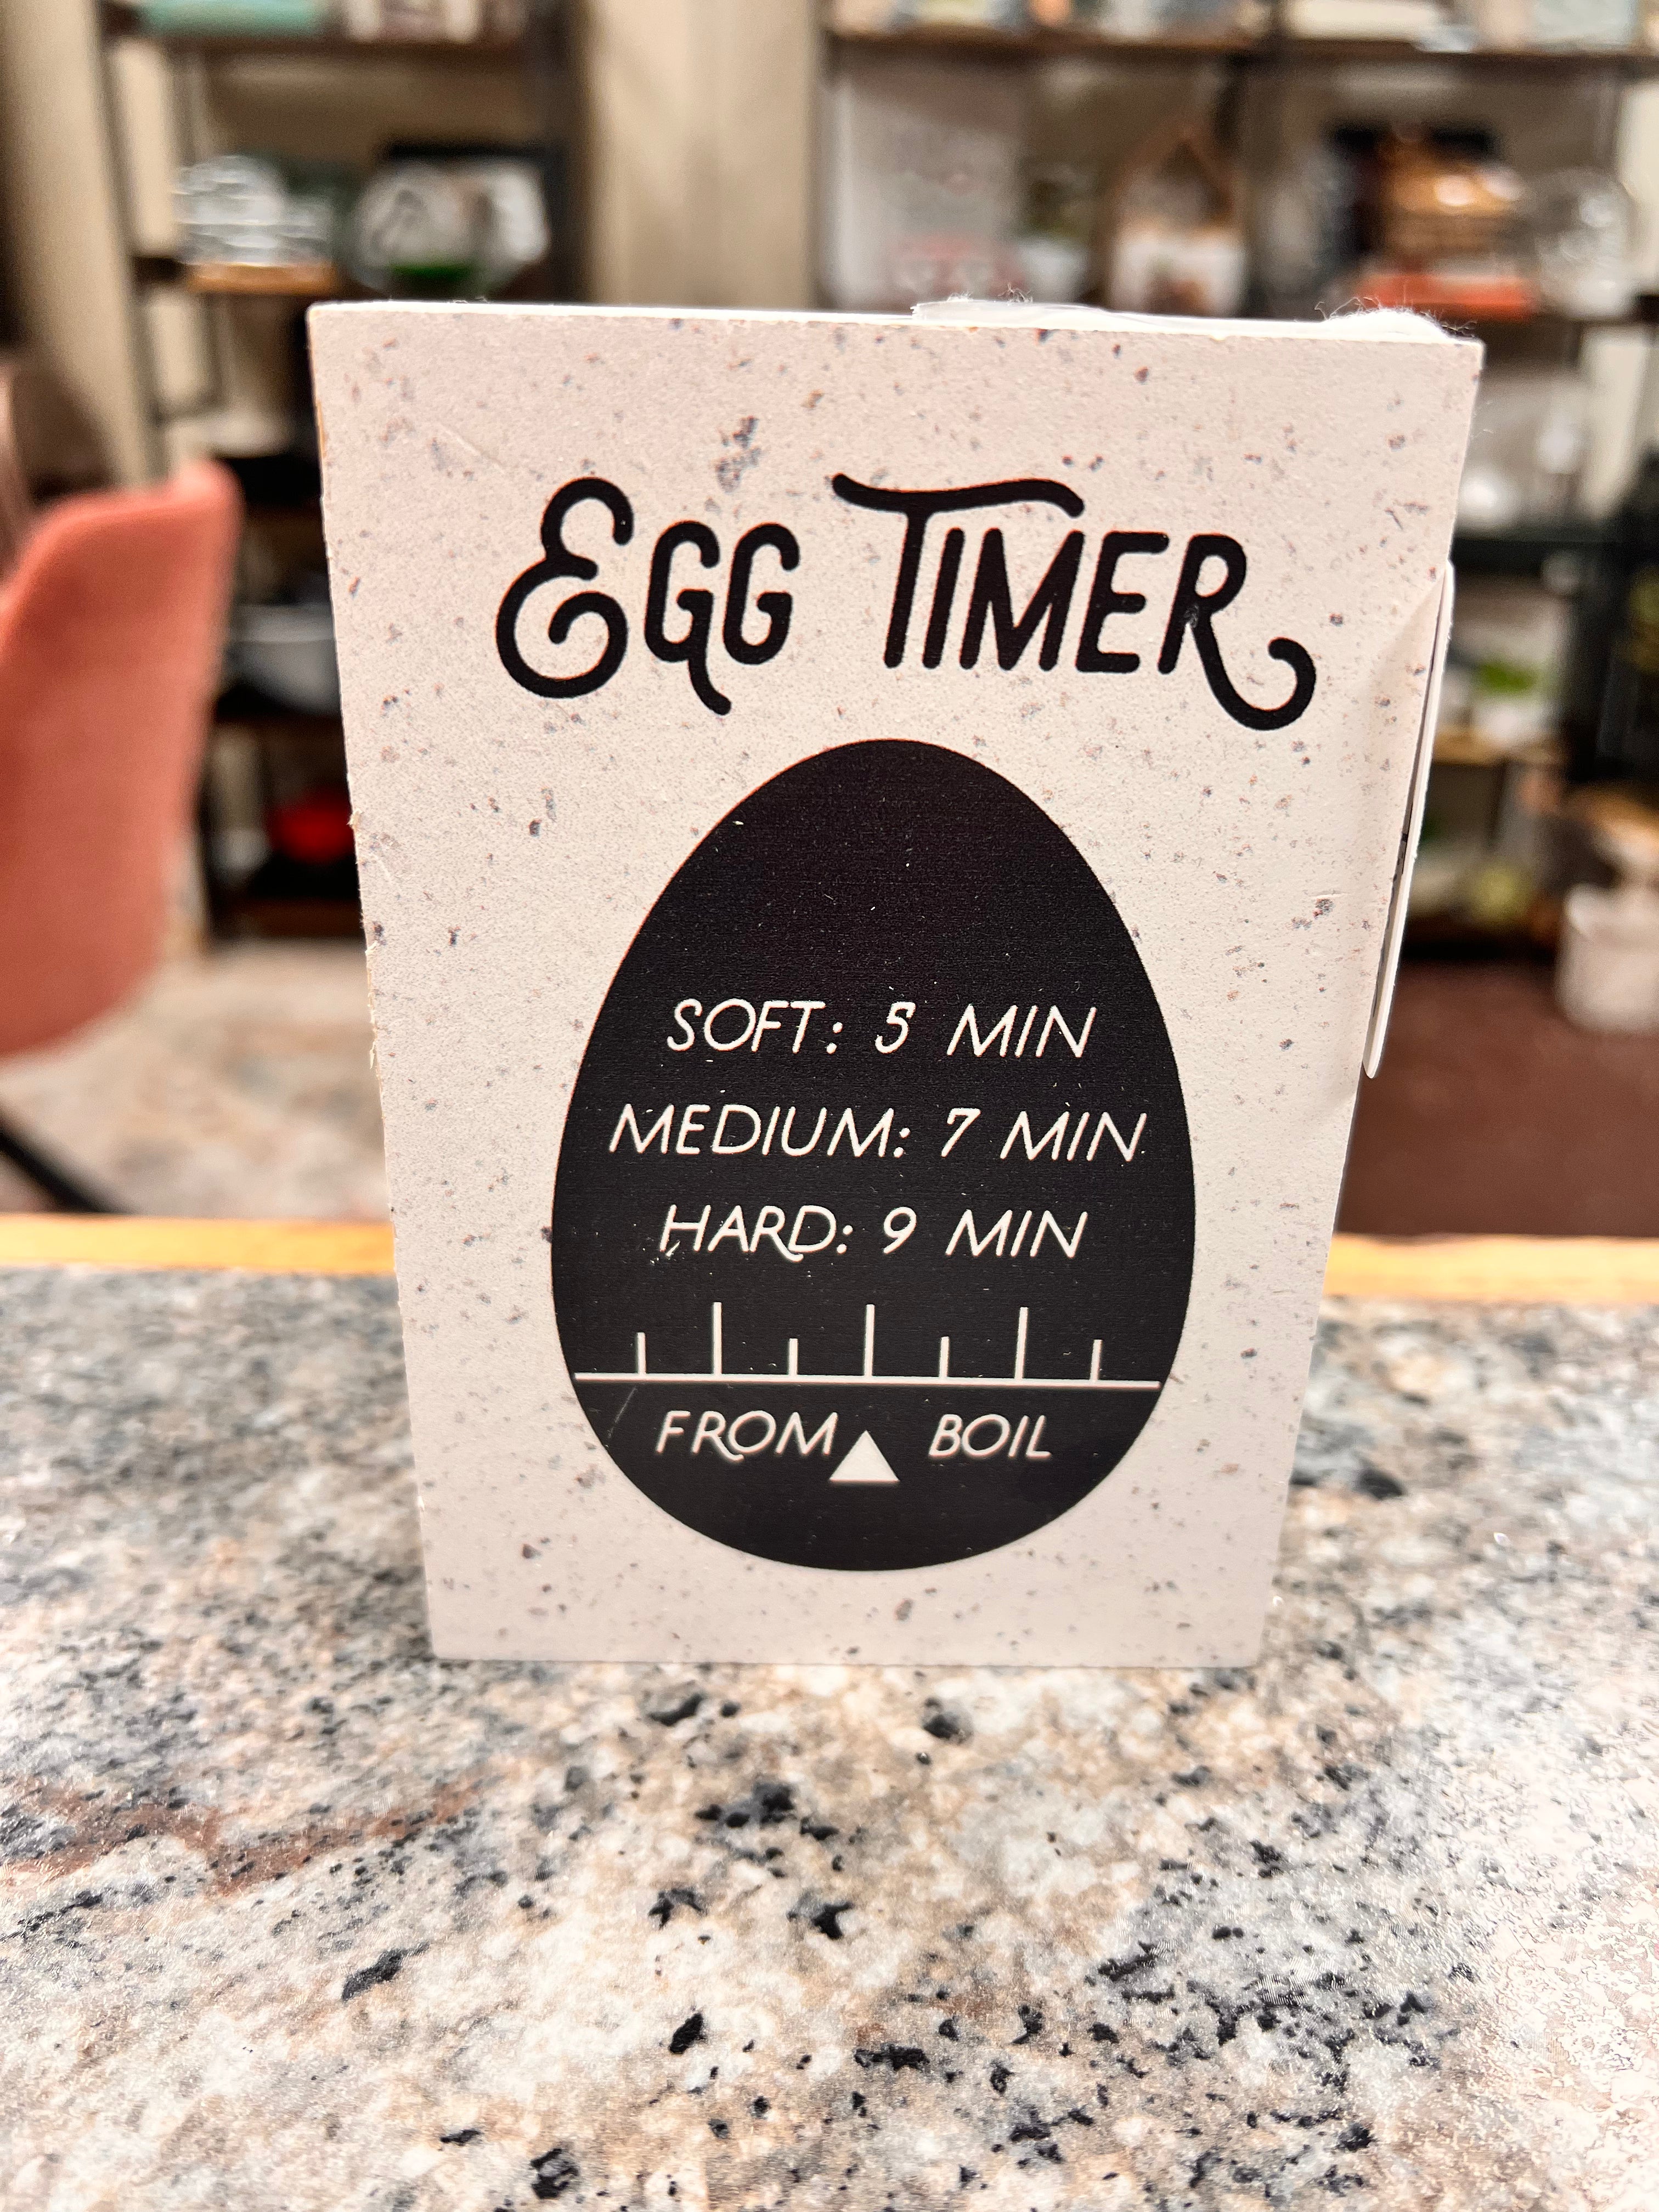 EGG TIMER
SOFT: 5 MIN
MEDIUM: 7 MIN
HARD: 9 MIN
FROM BOIL